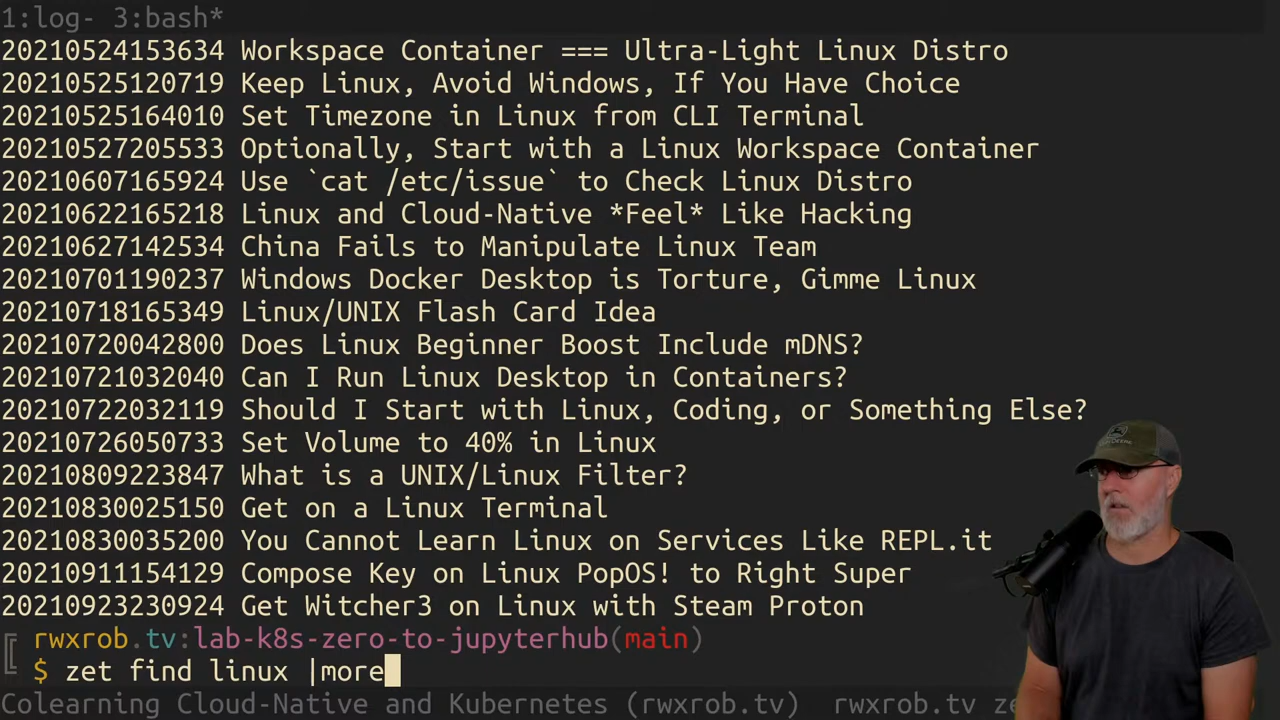 1:log- 3:bash*
20210524153634 Workspace Container === Ultra-Light Linux Distro
20210525120719 Keep Linux, Avoid Windows, If You Have Choice
20210525164010 Set Timezone in Linux from CLI Terminal
20210527205533 Optionally, Start with a Linux Workspace Container
20210607165924 Use `cat /etc/issue` to Check Linux Distro
20210622165218 Linux and Cloud-Native *Feel* Like Hacking
20210627142534 China Fails to Manipulate Linux Team
20210701190237 Windows Docker Desktop is Torture, Gimme Linux
20210718165349 Linux/UNIX Flash Card Idea
20210720042800 Does Linux Beginner Boost Include mDNS?
20210721032040 Can I Run Linux Desktop in Containers?
20210722032119 Should I Start with Linux, Coding, or Something Else?
20210726050733 Set Volume to 40% in Linux
20210809223847 What is a UNIX/Linux Filter?
20210830025150 Get on a Linux Terminal
20210830035200 You Cannot Learn Linux on Services Like REPL.it
20210911154129 Compose Key on Linux PopOS! to Right Super
20210923230924 Get Witcher3 on Linux with Steam Proton
rwxrob.tv:lab-k8s-zero-to-jupyterhub(main)
$ zet find linux |more
Colearning Cloud-Native and Kubernetes (rwxrob.tv) rwxrob.tv